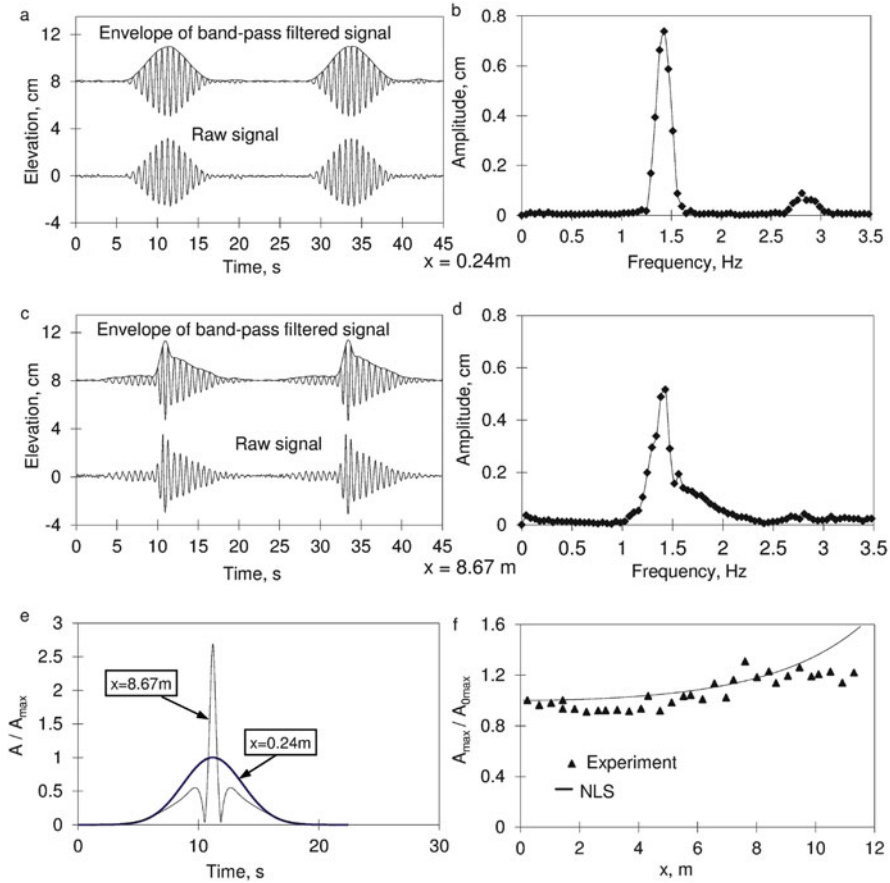 a
Envelope of band-pass filtered signal
Raw signal
Elevation, cm
12
8
4
0
-4
0 5 10 15 20 25 30 35 40 45
Time, s
x = 0.24m
b
Amplitude, cm
0.8
0.6
0.4
0.2
0
0 0.5 1 1.5 2 2.5 3 3.5
Frequency, Hz
c
Envelope of band-pass filtered signal
Raw signal
Elevation, cm
12
8
4
0
-4
0 5 10 15 20 25 30 35 40 45
Time, s
x = 8.67 m
d
Amplitude, cm
0.8
0.6
0.4
0.2
0
0 0.5 1 1.5 2 2.5 3 3.5
Frequency, Hz
e
A / Amax
3
2.5
2
1.5
1
0.5
0
x=8.67m
x=0.24m
0 10 20 30
Time, s
f
Amax / A0max
1.6
1.2
0.8
0.4
0
▲ Experiment
— NLS
0 2 4 6 8 10 12
x, m